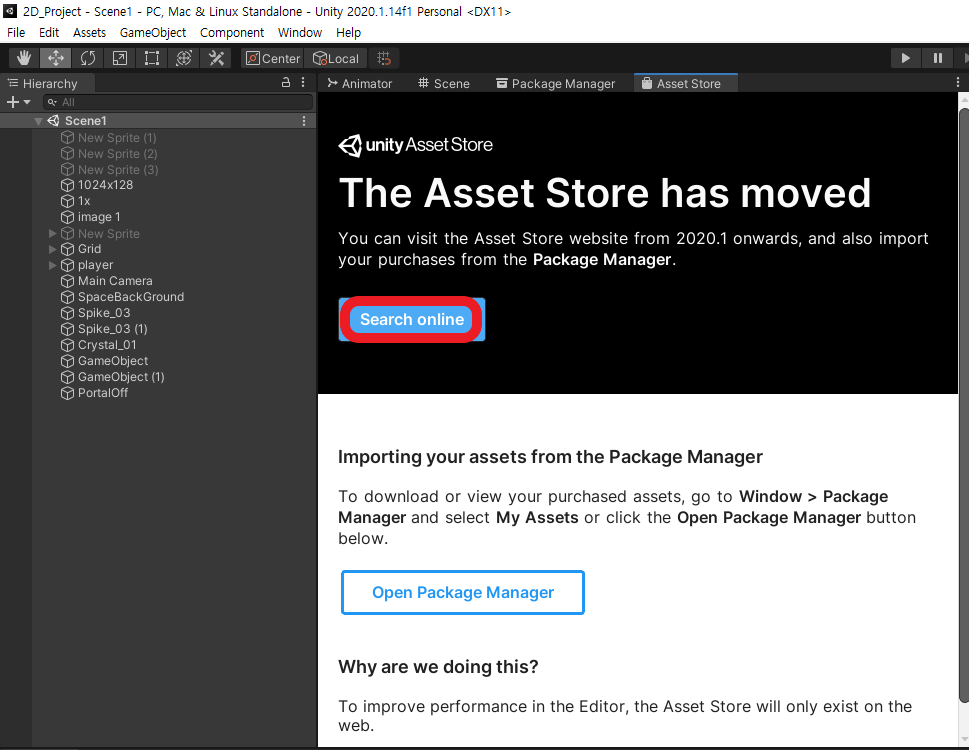 2D_Project - Scene1 - PC, Mac & Linux Standalone - Unity 2020.1.14f1 Personal <DX11>
File Edit Assets GameObject Component Window Help
Center Local
Hierarchy
All
Scene1
New Sprite (1)
New Sprite (2)
New Sprite (3)
1024x128
1x
image 1
New Sprite
Grid
player
Main Camera
SpaceBackGround
Spike_03
Spike_03 (1)
Crystal_01
GameObject
GameObject (1)
PortalOff
Animator Scene Package Manager Asset Store
unity Asset Store
The Asset Store has moved
You can visit the Asset Store website from 2020.1 onwards, and also import
your purchases from the Package Manager.
Search online
Importing your assets from the Package Manager
To download or view your purchased assets, go to Window > Package
Manager and select My Assets or click the Open Package Manager button
below.
Open Package Manager
Why are we doing this?
To improve performance in the Editor, the Asset Store will only exist on the
web.